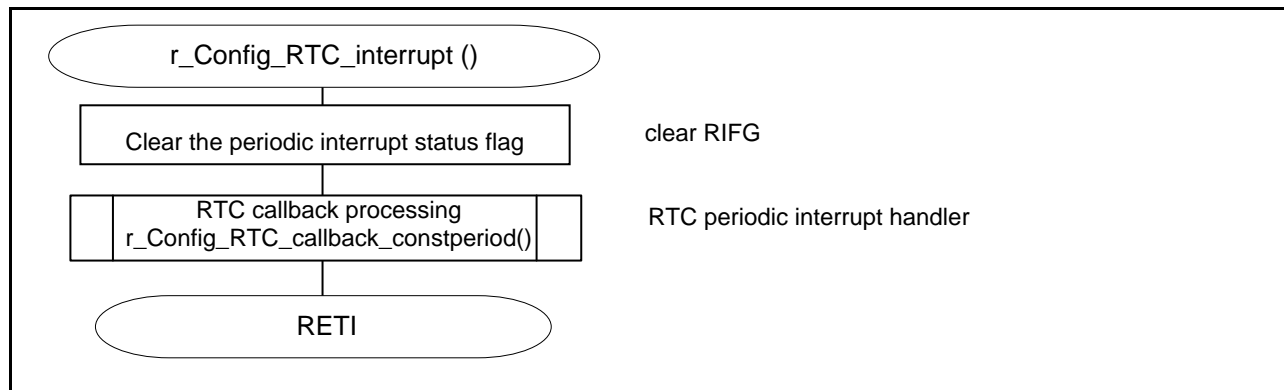 r_Config_RTC_interrupt ()
Clear the periodic interrupt status flag
clear RIFG
RTC callback processing
r_Config_RTC_callback_constperiod()
RTC periodic interrupt handler
RETI